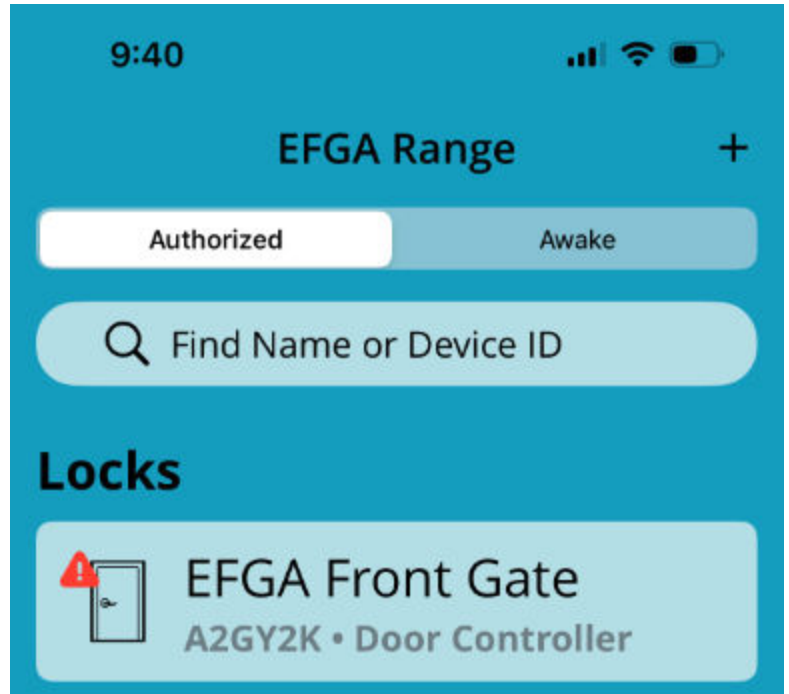 9:40
EFGA Range +
Authorized Awake
Find Name or Device ID
Locks
EFGA Front Gate
A2GY2K • Door Controller